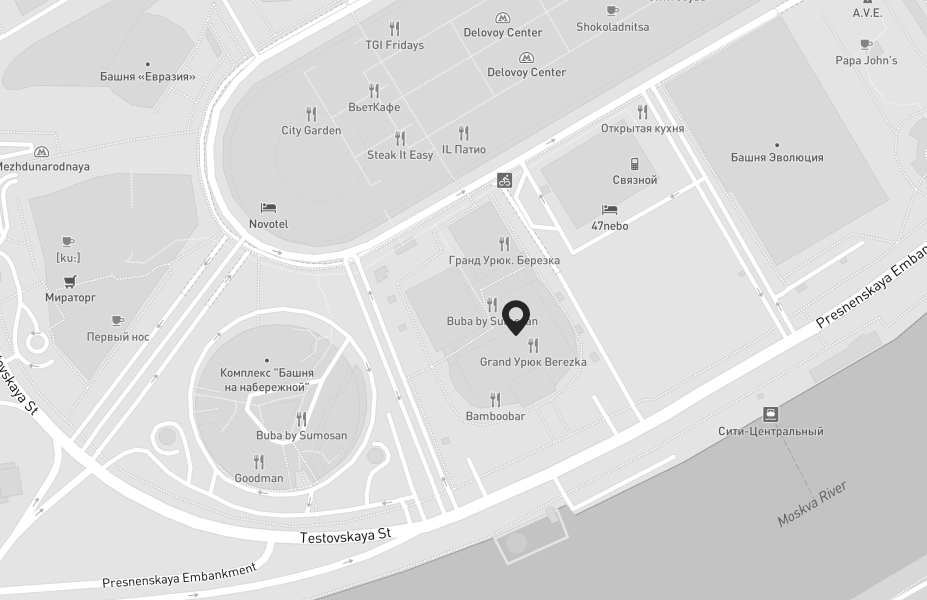 A.V.E.
Delovoy Center
Shokoladnitsa
TGI Fridays
Papa John's
Башня «Евразия»
Delovoy Center
ВьетКафе
City Garden
Открытая кухня
Steak It Easy
IL Патио
Башня Эволюция
Mezhdunarodnaya
Связной
Novotel
47nebo
[ku:]
Гранд Урюк. Березка
Мираторг
Presnenskaya Emban
Buba by Sumosan
Первый нос
Grand Урюк Berezka
Комплекс "Башня
на набережной"
tovskaya St
Bamboobar
Buba by Sumosan
Сити-Центральный
Goodman
Moskva River
Testovskaya St
Presnenskaya Embankment